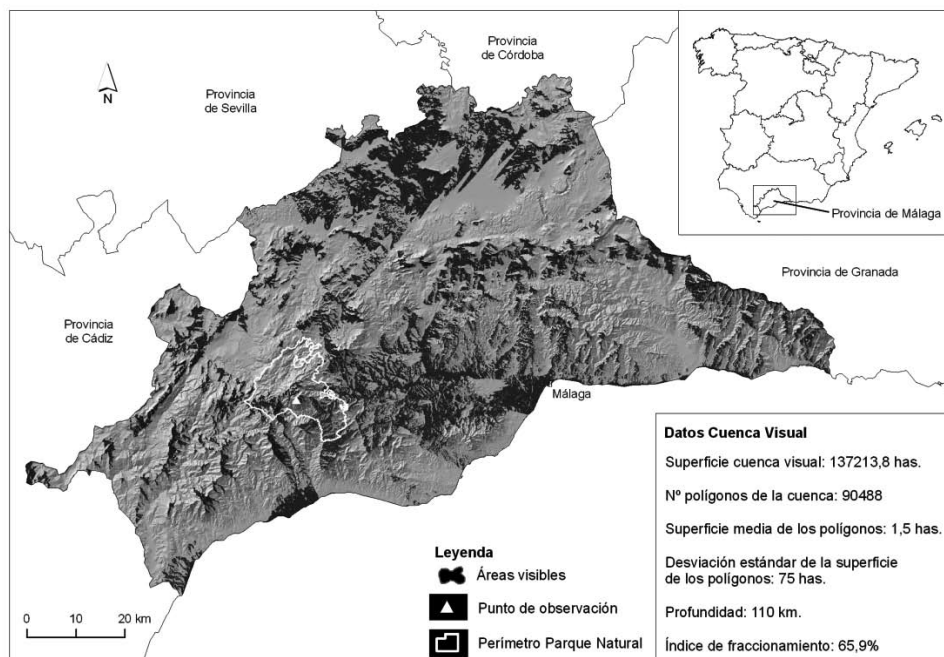 Provincia
de Córdoba
N
Provincia
de Sevilla
Provincia de Málaga
Provincia de Granada
Provincia
de Cádiz
Málaga
Datos Cuenca Visual
Superficie cuenca visual: 137213,8 has.
Nº polígonos de la cuenca: 90488
Superficie media de los polígonos: 1,5 has.
Desviación estándar de la superficie
de los polígonos: 75 has.
Profundidad: 110 km.
Índice de fraccionamiento: 65,9%
Leyenda
Áreas visibles
Punto de observación
Perímetro Parque Natural
0 10 20 km